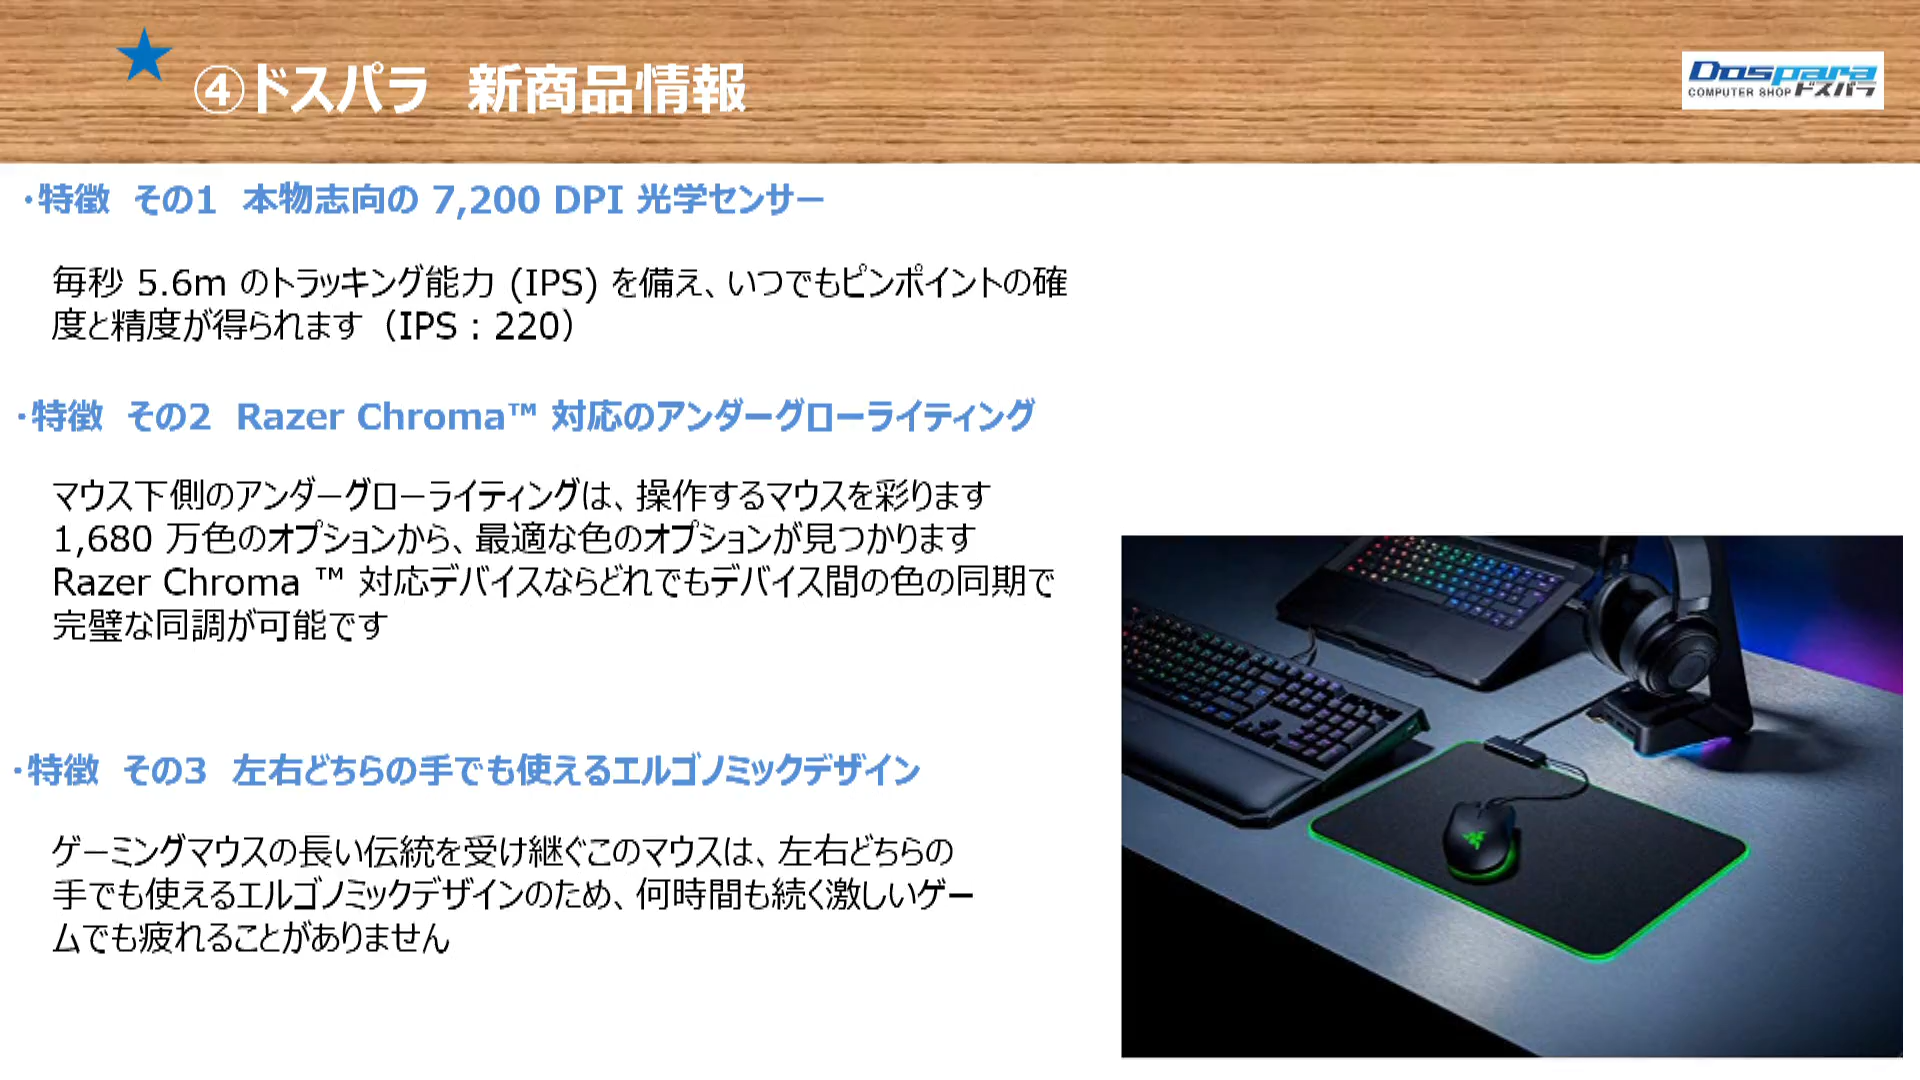 ④ドスパラ 新商品情報
Dospara
COMPUTER SHOP ドスパラ
・特徴 その1 本物志向の 7,200 DPI 光学センサー
毎秒 5.6m のトラッキング能力 (IPS) を備え、いつでもピンポイントの確
度と精度が得られます（IPS：220）
・特徴 その2 Razer Chroma™ 対応のアンダーグローライティング
マウス下側のアンダーグローライティングは、操作するマウスを彩ります
1,680 万色のオプションから、最適な色のオプションが見つかります
Razer Chroma ™ 対応デバイスならどれでもデバイス間の色の同期で
完璧な同調が可能です
・特徴 その3 左右どちらの手でも使えるエルゴノミックデザイン
ゲーミングマウスの長い伝統を受け継ぐこのマウスは、左右どちらの
手でも使えるエルゴノミックデザインのため、何時間も続く激しいゲー
ムでも疲れることがありません